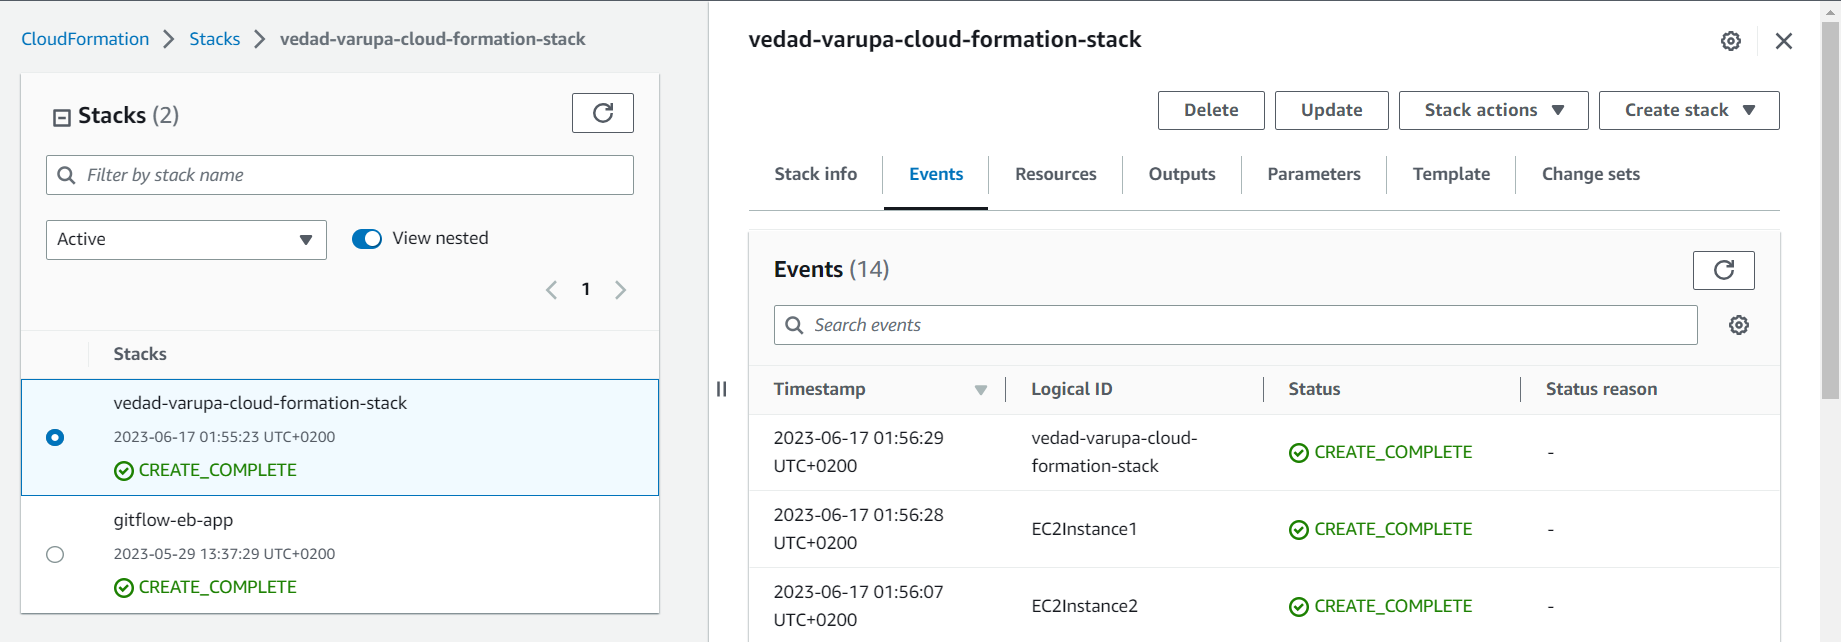 CloudFormation > Stacks > vedad-varupa-cloud-formation-stack
Stacks (2)
Filter by stack name
Active
View nested
1
Stacks
vedad-varupa-cloud-formation-stack
2023-06-17 01:55:23 UTC+0200
CREATE_COMPLETE
gitflow-eb-app
2023-05-29 13:37:29 UTC+0200
CREATE_COMPLETE
vedad-varupa-cloud-formation-stack
Delete Update Stack actions Create stack
Stack info Events Resources Outputs Parameters Template Change sets
Events (14)
Search events
Timestamp Logical ID Status Status reason
2023-06-17 01:56:29 UTC+0200 vedad-varupa-cloud-formation-stack CREATE_COMPLETE -
2023-06-17 01:56:28 UTC+0200 EC2Instance1 CREATE_COMPLETE -
2023-06-17 01:56:07 UTC+0200 EC2Instance2 CREATE_COMPLETE -